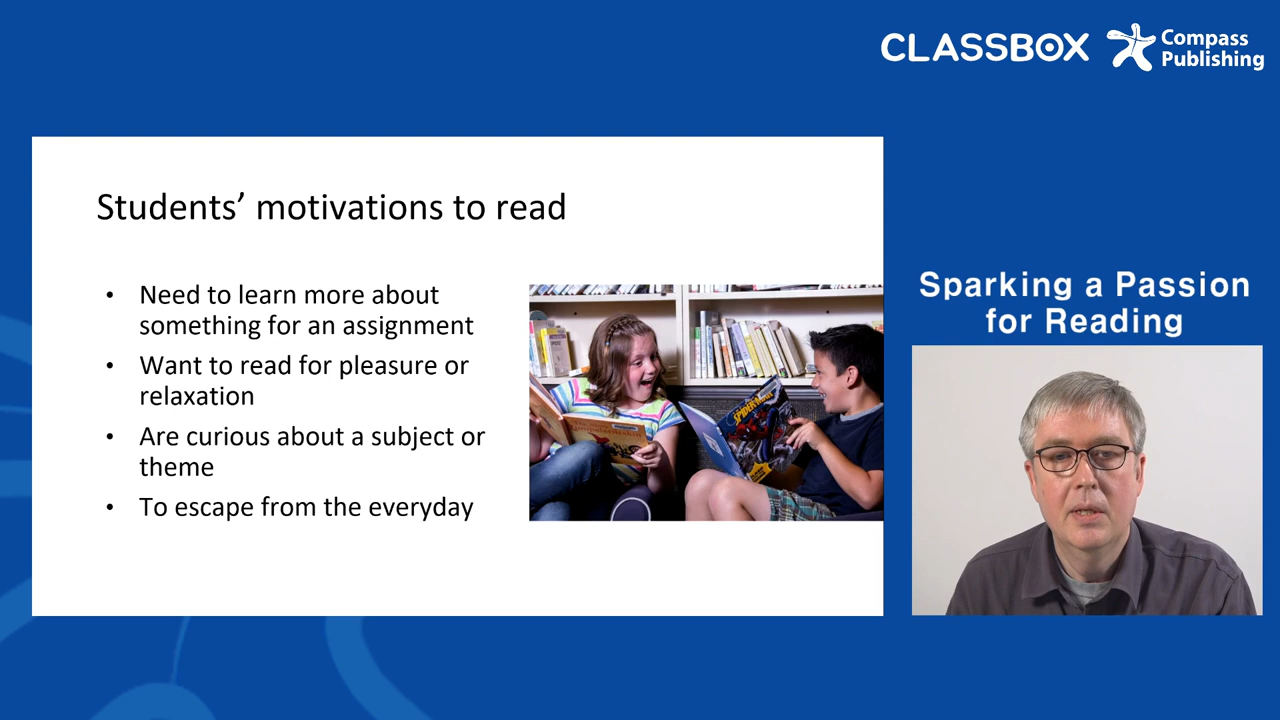 CLASSBOX
Compass
Publishing
Students’ motivations to read
• Need to learn more about
something for an assignment
• Want to read for pleasure or
relaxation
• Are curious about a subject or
theme
• To escape from the everyday
SPIDER-MAN
Sparking a Passion
for Reading